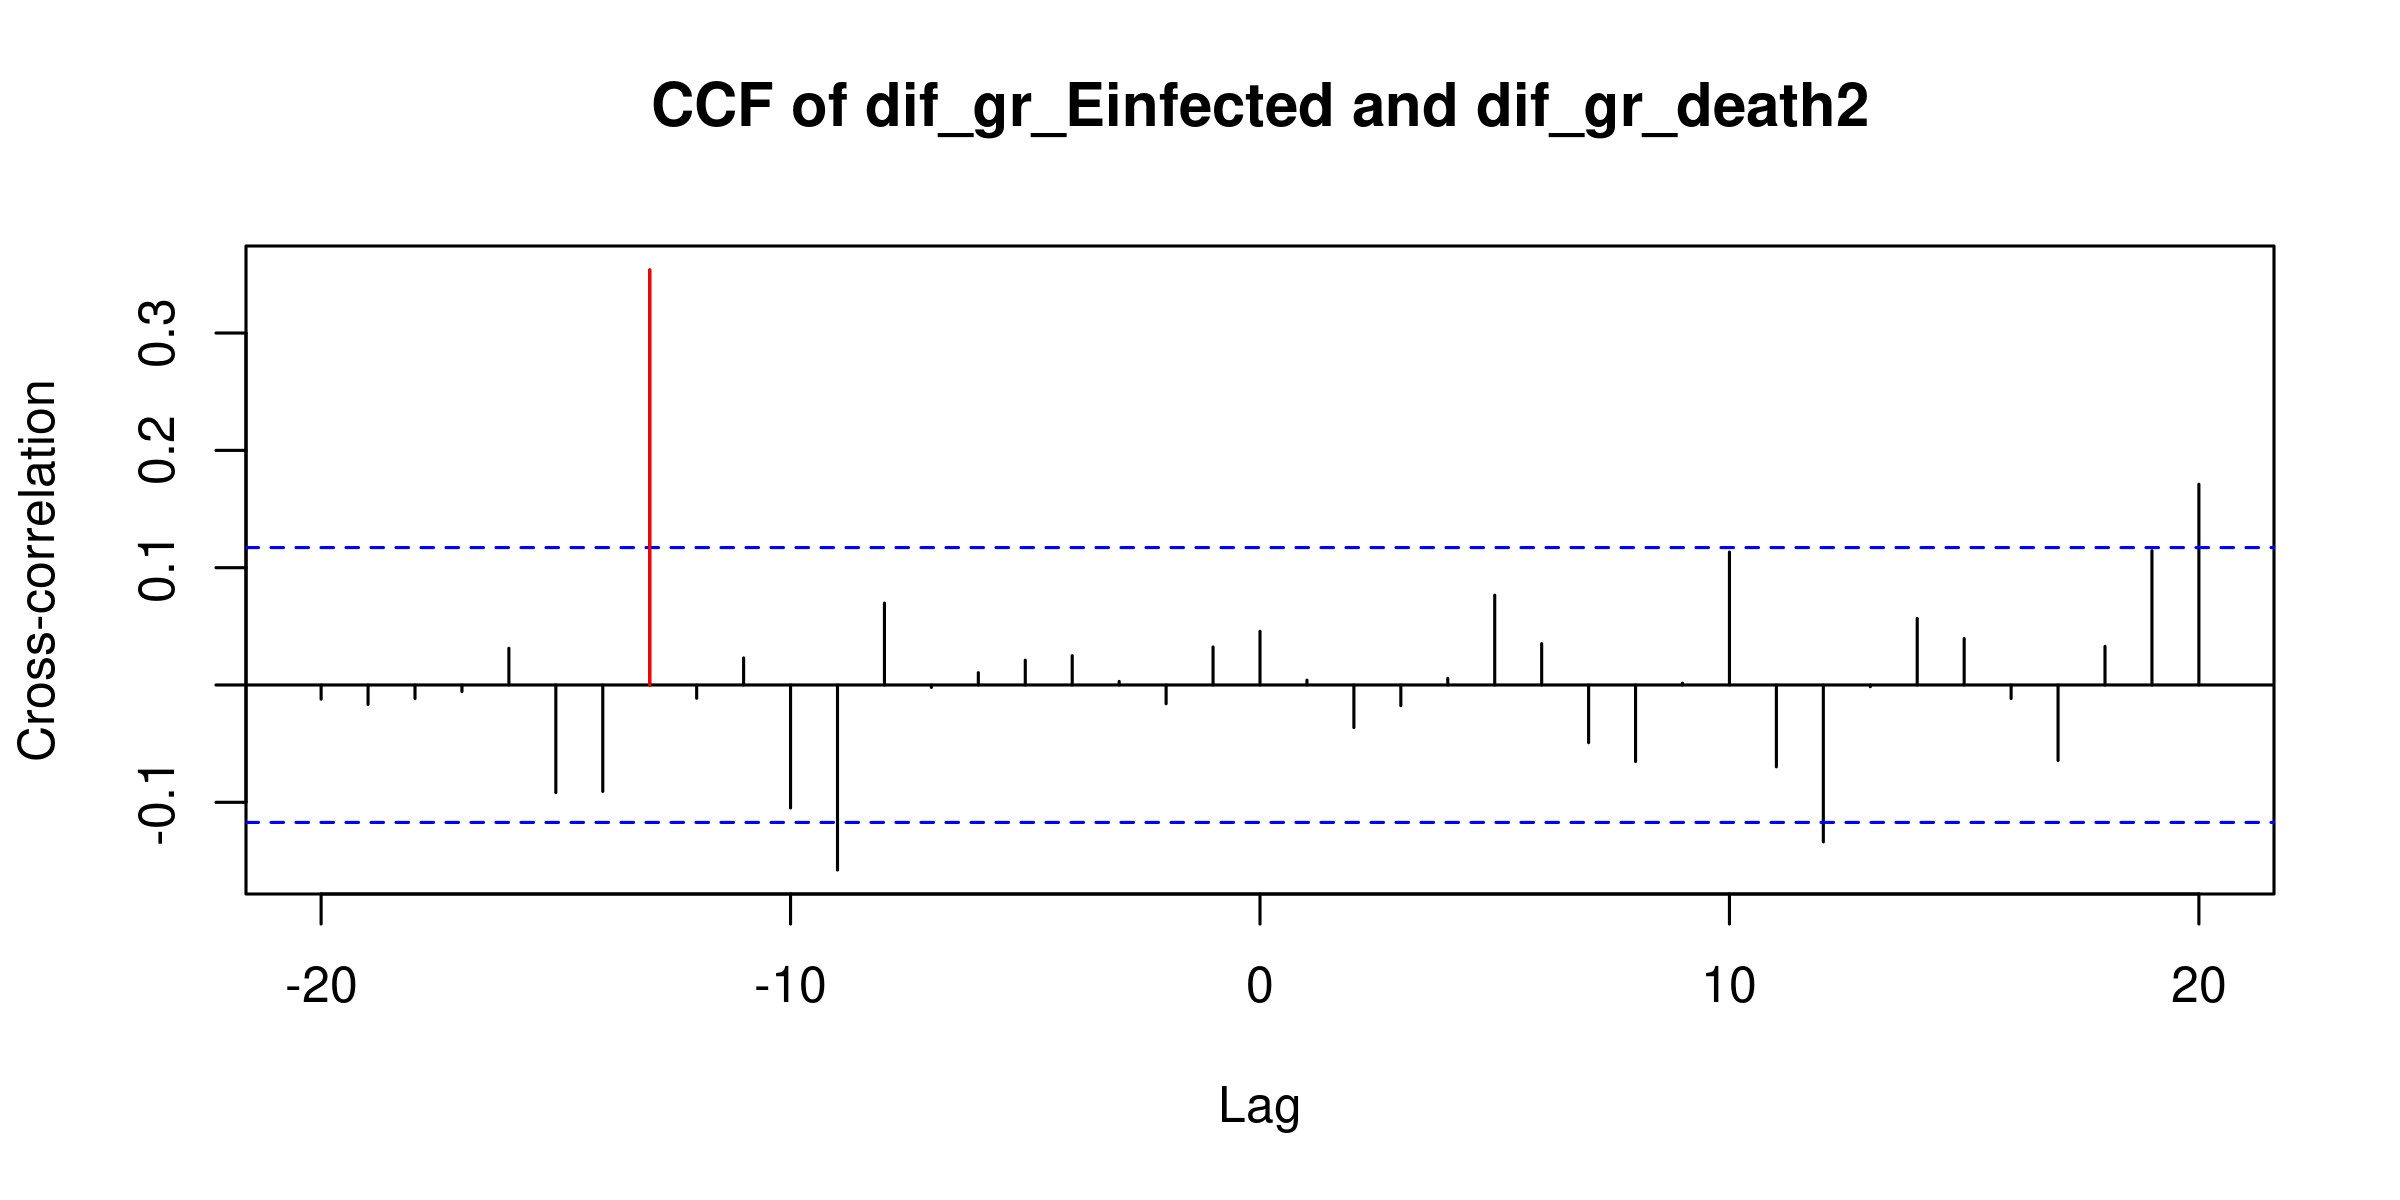 CCF of dif_gr_Einfected and dif_gr_death2
Cross-correlation
0.3
0.2
0.1
-0.1
-20 -10 0 10 20
Lag